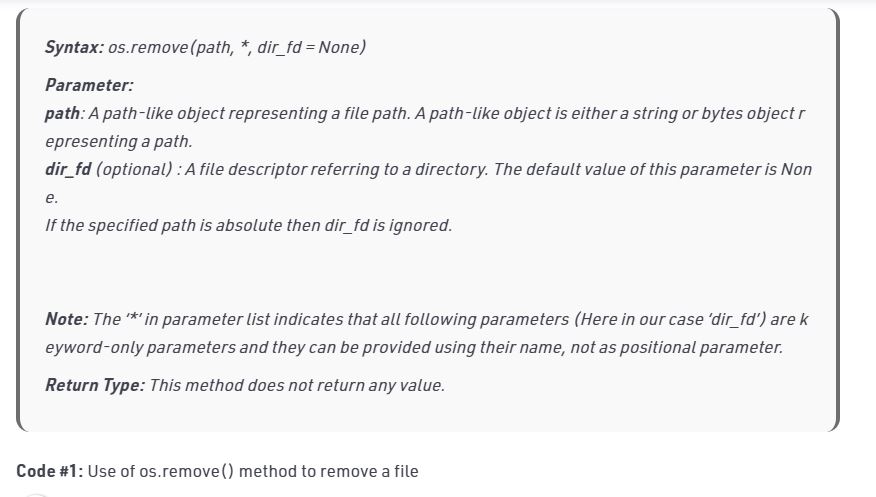 Syntax: os.remove(path, *, dir_fd = None)
Parameter:
path: A path-like object representing a file path. A path-like object is either a string or bytes object r
epresenting a path.
dir_fd (optional) : A file descriptor referring to a directory. The default value of this parameter is Non
e.
If the specified path is absolute then dir_fd is ignored.
Note: The ‘*’ in parameter list indicates that all following parameters (Here in our case ‘dir_fd’) are k
eyword-only parameters and they can be provided using their name, not as positional parameter.
Return Type: This method does not return any value.
Code #1: Use of os.remove() method to remove a file